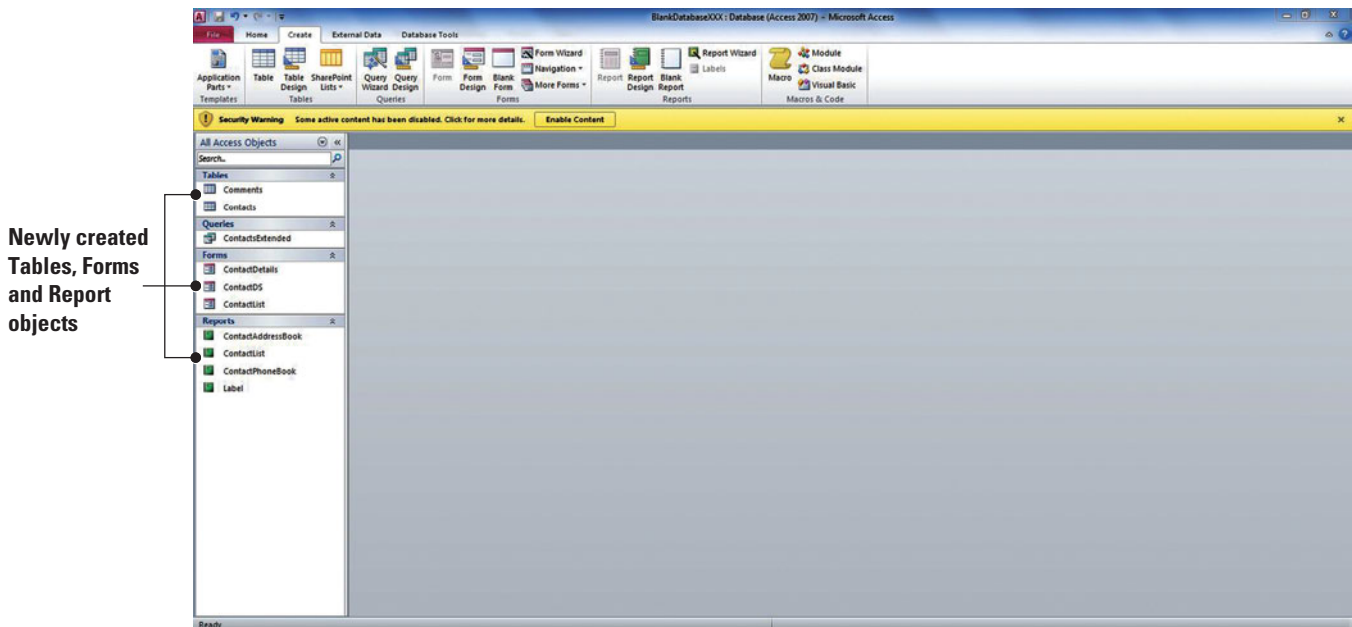 BlankDatabaseXXX : Database (Access 2007) - Microsoft Access
File Home Create External Data Database Tools
Application Parts
Table
Table Design
SharePoint Lists
Query Wizard
Query Design
Form
Form Design
Blank Form
Form Wizard
Navigation
More Forms
Report
Report Design
Blank Report
Report Wizard
Labels
Macro
Module
Class Module
Visual Basic
Templates Tables Queries Forms Reports Macros & Code
Security Warning Some active content has been disabled. Click for more details. Enable Content
All Access Objects
Search..
Tables
Comments
Contacts
Queries
ContactsExtended
Forms
ContactDetails
ContactDS
ContactList
Reports
ContactAddressBook
ContactList
ContactPhoneBook
Label
Ready
Newly created
Tables, Forms
and Report
objects